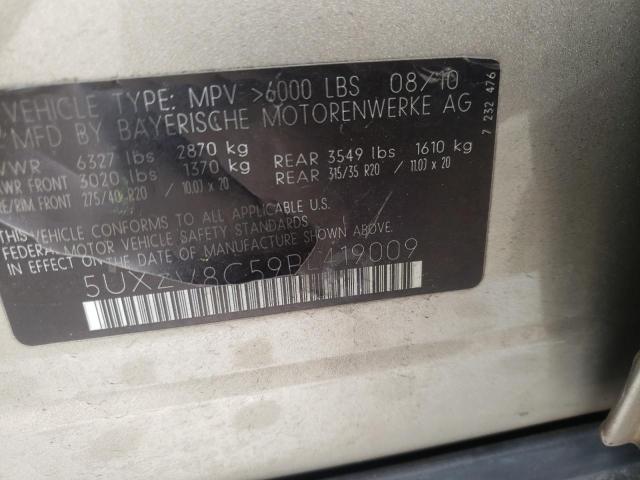 VEHICLE TYPE: MPV >6000 LBS 08/10
MFD BY BAYERISCHE MOTORENWERKE AG
VWR 6327 lbs 2870 kg
WR FRONT 3020 lbs 1370 kg REAR 3549 lbs 1610 kg
E/RIM FRONT 275/40 R20 / 10.0J x 20 REAR 315/35 R20 / 11.0J x 20
THIS VEHICLE CONFORMS TO ALL APPLICABLE U.S.
FEDERAL MOTOR VEHICLE SAFETY STANDARDS IN
EFFECT ON THE DATE OF MANUFACTURE SHOWN ABOVE.
7 232 476